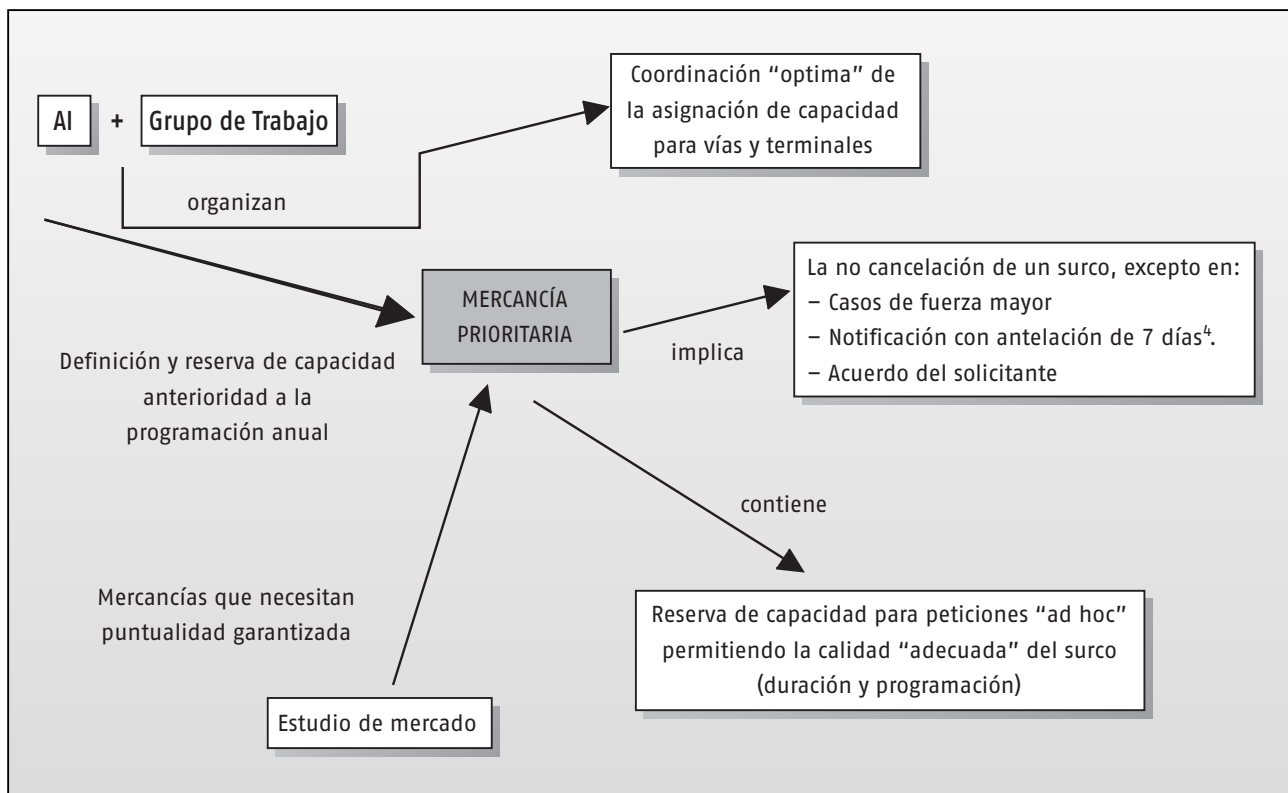 AI + Grupo de Trabajo
organizan
Coordinación “optima” de
la asignación de capacidad
para vías y terminales
MERCANCÍA
PRIORITARIA
Definición y reserva de capacidad
anterioridad a la
programación anual
implica
La no cancelación de un surco, excepto en:
– Casos de fuerza mayor
– Notificación con antelación de 7 días⁴.
– Acuerdo del solicitante
contiene
Mercancías que necesitan
puntualidad garantizada
Reserva de capacidad para peticiones “ad hoc”
permitiendo la calidad “adecuada” del surco
(duración y programación)
Estudio de mercado